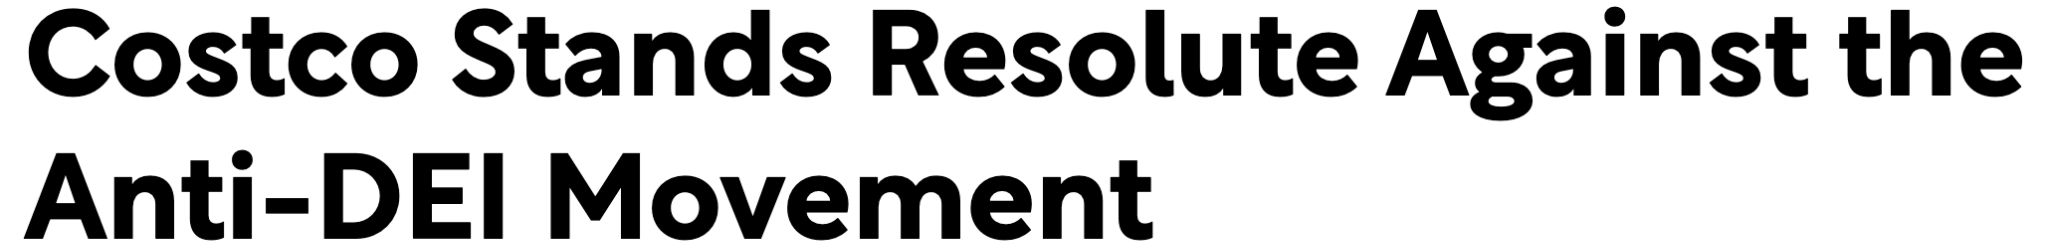 Costco Stands Resolute Against the
Anti-DEI Movement